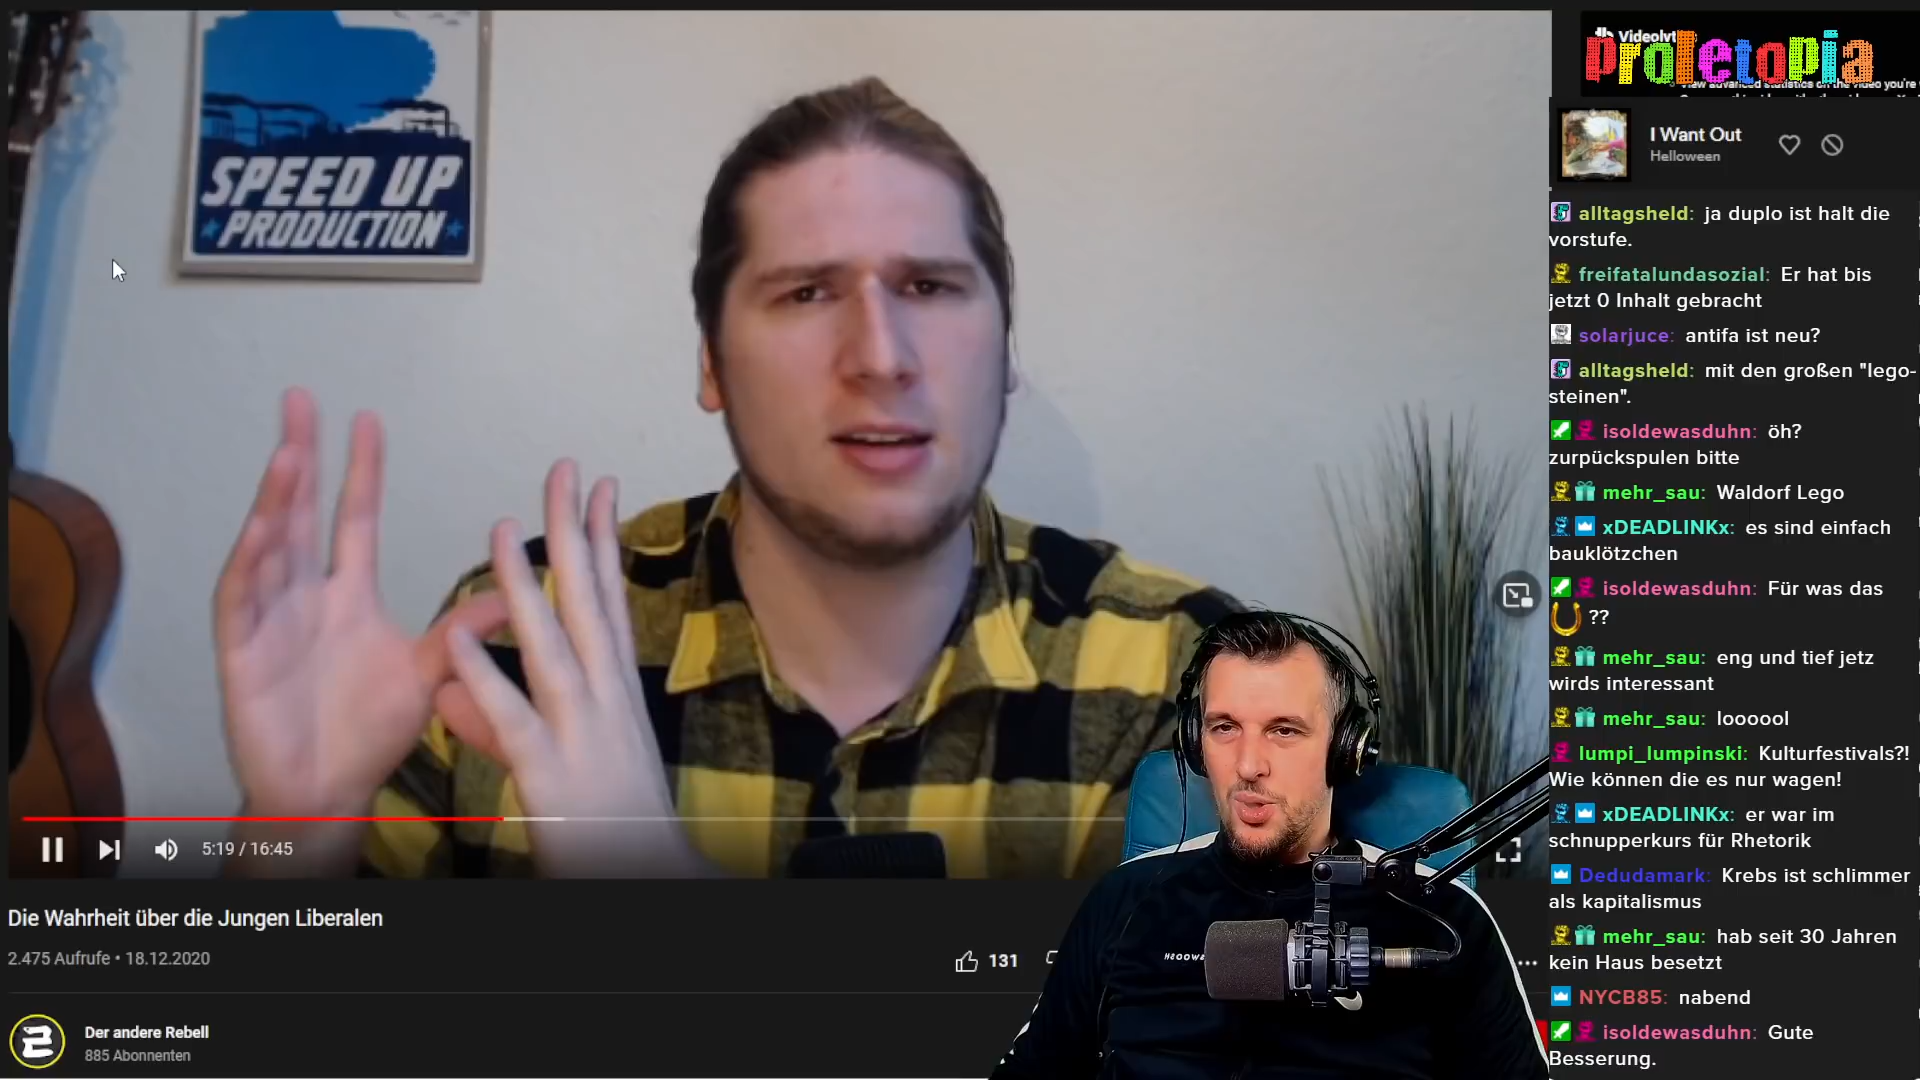 SPEED UP
PRODUCTION
5:19 / 16:45
Die Wahrheit über die Jungen Liberalen
2.475 Aufrufe • 18.12.2020
131
Der andere Rebell
885 Abonnenten
Proletopia
I Want Out
Helloween
alltagsheld: ja duplo ist halt die
vorstufe.
freifatalundasozial: Er hat bis
jetzt 0 Inhalt gebracht
solarjuce: antifa ist neu?
alltagsheld: mit den großen "lego-
steinen".
isoldewasduhn: öh?
zurpückspulen bitte
mehr_sau: Waldorf Lego
xDEADLINKx: es sind einfach
bauklötzchen
isoldewasduhn: Für was das
??
mehr_sau: eng und tief jetz
wirds interessant
mehr_sau: loooool
lumpi_lumpinski: Kulturfestivals?!
Wie können die es nur wagen!
xDEADLINKx: er war im
schnupperkurs für Rhetorik
Dedudamark: Krebs ist schlimmer
als kapitalismus
mehr_sau: hab seit 30 Jahren
kein Haus besetzt
NYCB85: nabend
isoldewasduhn: Gute
Besserung.